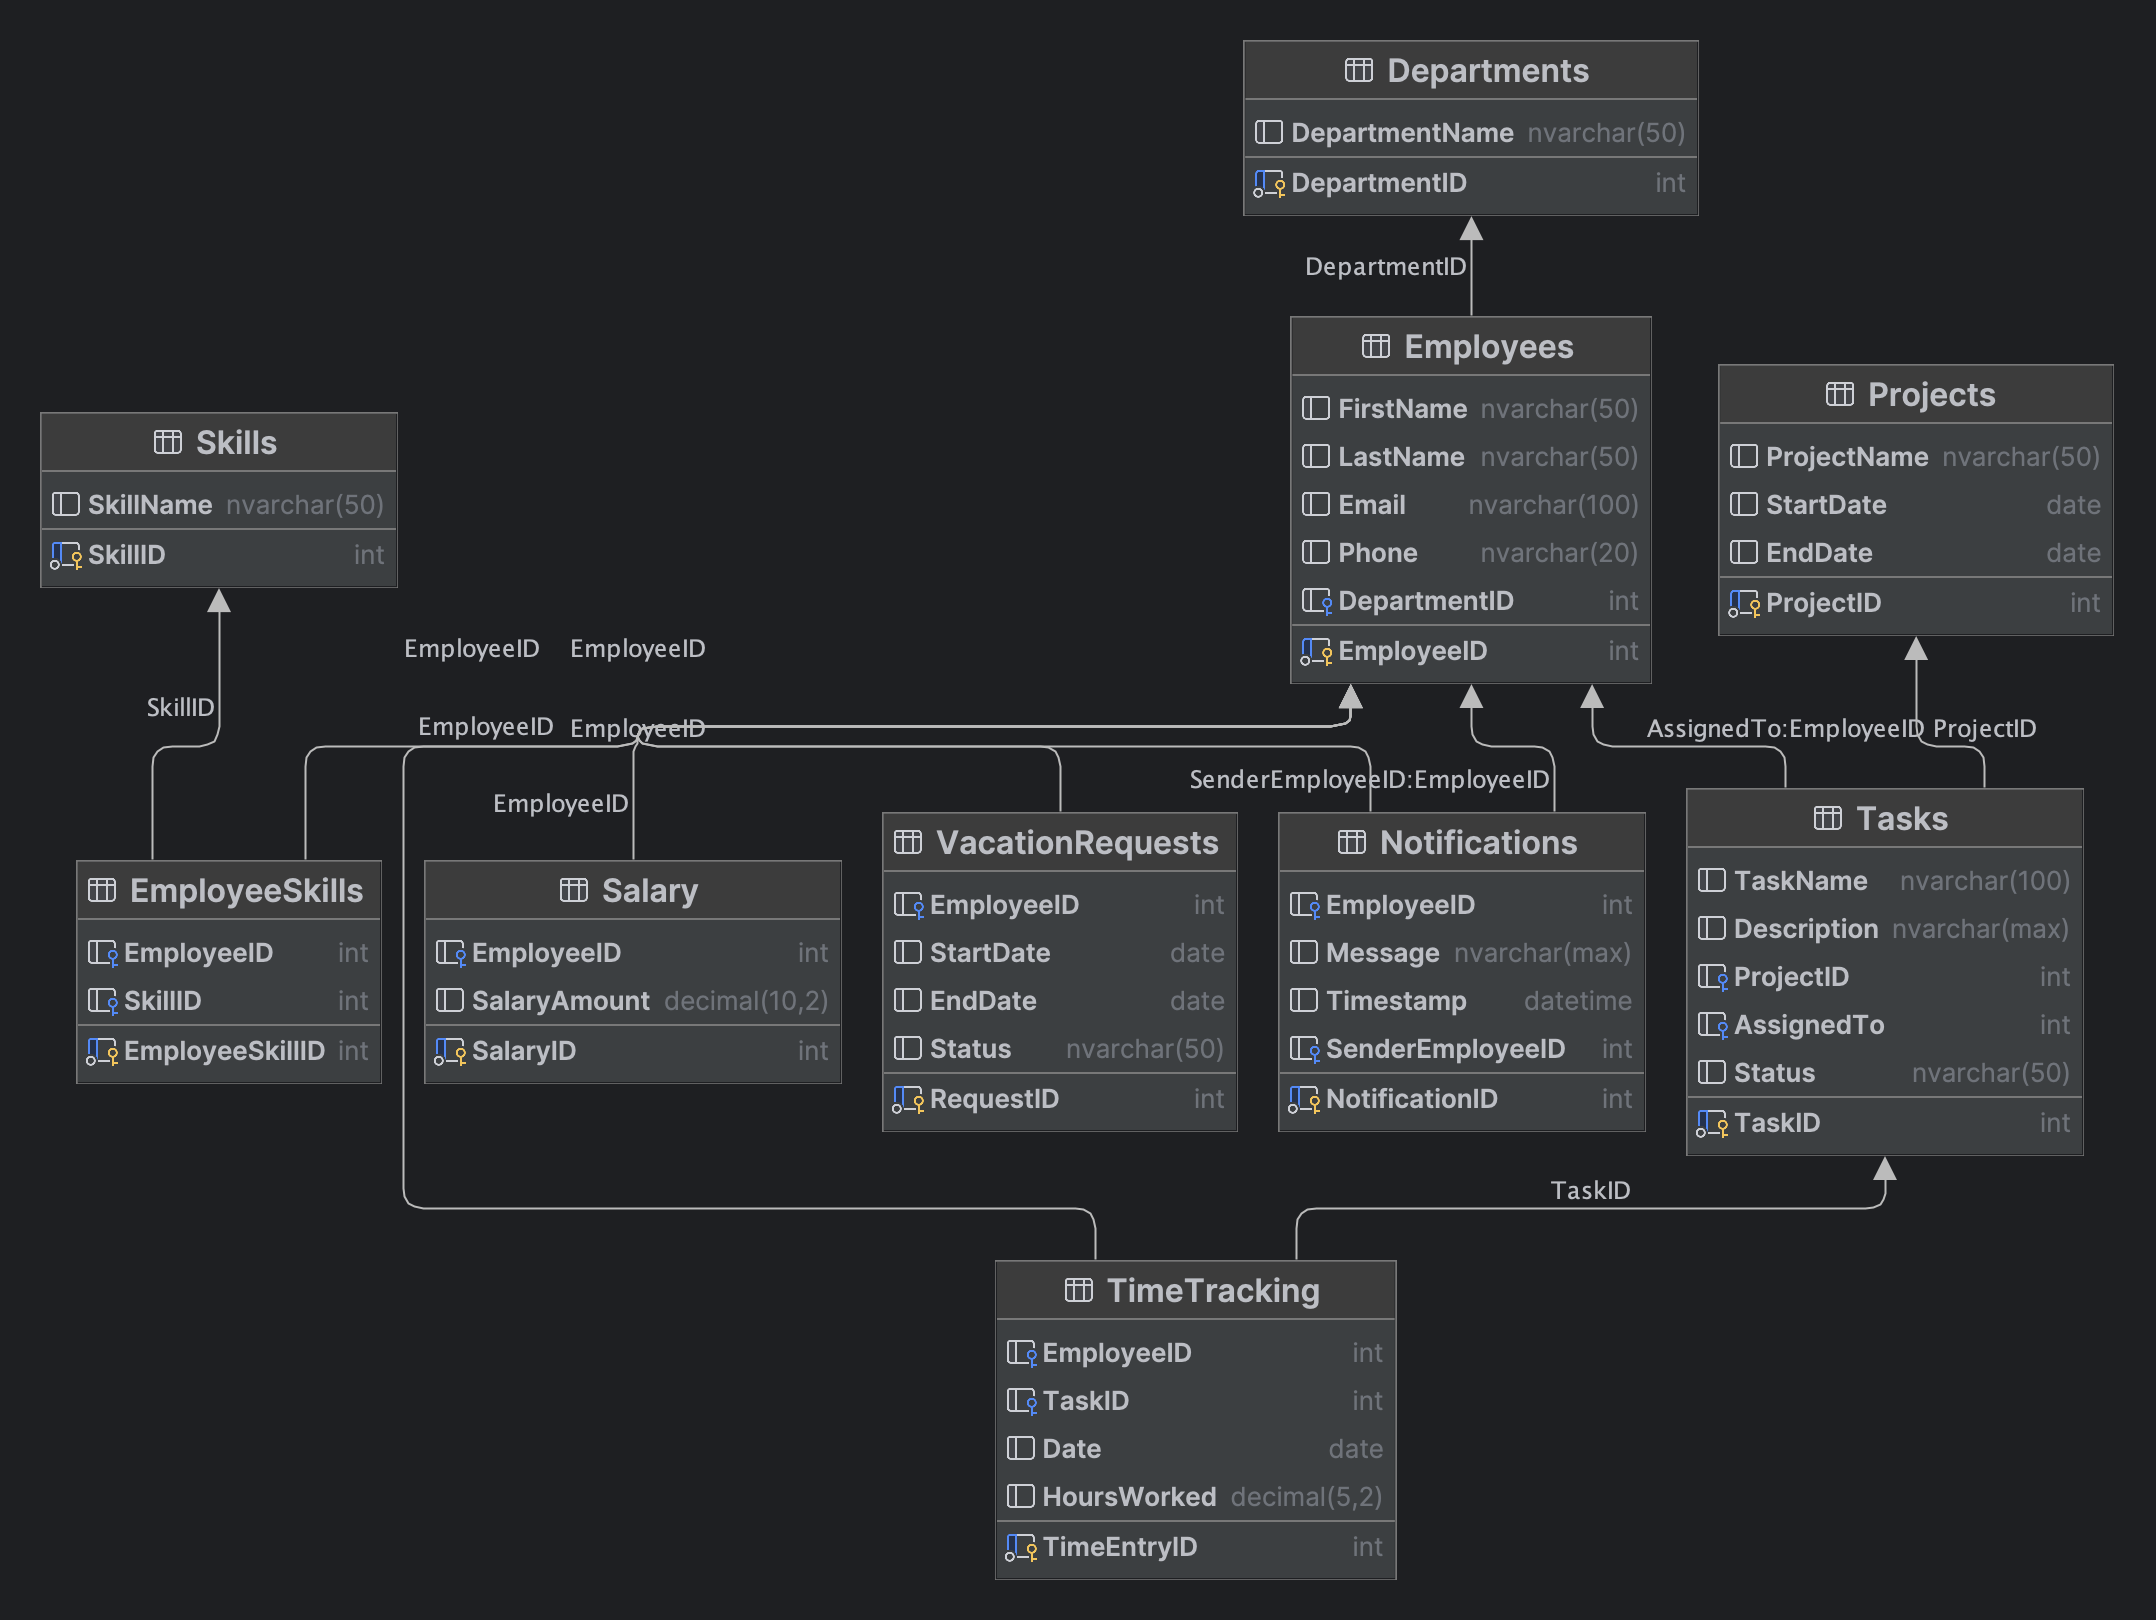 Departments
DepartmentName nvarchar(50)
DepartmentID int
DepartmentID
Employees
FirstName nvarchar(50)
LastName nvarchar(50)
Email nvarchar(100)
Phone nvarchar(20)
DepartmentID int
EmployeeID int
Projects
ProjectName nvarchar(50)
StartDate date
EndDate date
ProjectID int
Skills
SkillName nvarchar(50)
SkillID int
EmployeeID EmployeeID
SkillID
EmployeeID EmployeeID
AssignedTo:EmployeeID ProjectID
SenderEmployeeID:EmployeeID
EmployeeID
EmployeeSkills
EmployeeID int
SkillID int
EmployeeSkillID int
Salary
EmployeeID int
SalaryAmount decimal(10,2)
SalaryID int
VacationRequests
EmployeeID int
StartDate date
EndDate date
Status nvarchar(50)
RequestID int
Notifications
EmployeeID int
Message nvarchar(max)
Timestamp datetime
SenderEmployeeID int
NotificationID int
Tasks
TaskName nvarchar(100)
Description nvarchar(max)
ProjectID int
AssignedTo int
Status nvarchar(50)
TaskID int
TaskID
TimeTracking
EmployeeID int
TaskID int
Date date
HoursWorked decimal(5,2)
TimeEntryID int